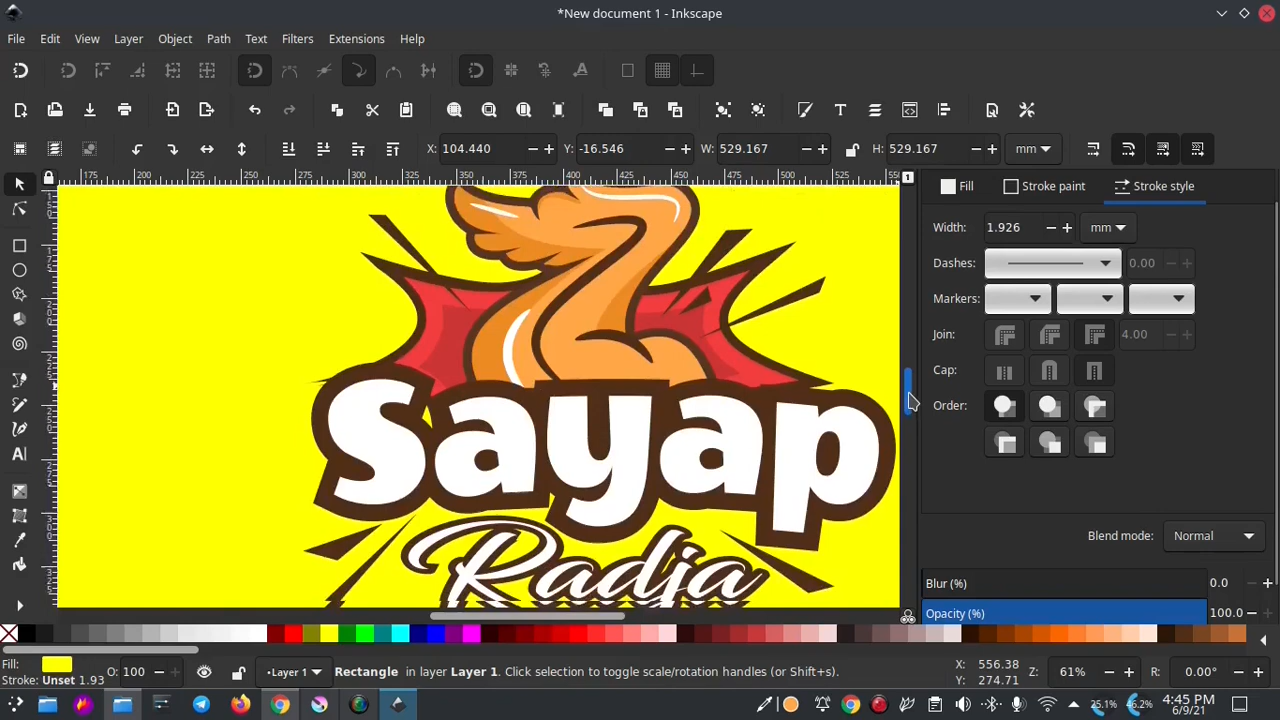 *New document 1 - Inkscape
File Edit View Layer Object Path Text Filters Extensions Help
X: 104.440 Y: -16.546 W: 529.167 H: 529.167 mm
Fill Stroke paint Stroke style
Width: 1.926 mm
Dashes: 0.00
Markers:
Join: 4.00
Cap:
Order:
Sayap
Radja
Blend mode: Normal
Blur (%) 0.0
Opacity (%) 100.0
Fill:
Stroke: Unset 1.93
O: 100
•Layer 1
Rectangle in layer Layer 1. Click selection to toggle scale/rotation handles (or Shift+s).
X: 556.38
Y: 274.71
Z: 61%
R: 0.00°
25.1% 46.2%
4:45 PM
6/9/21